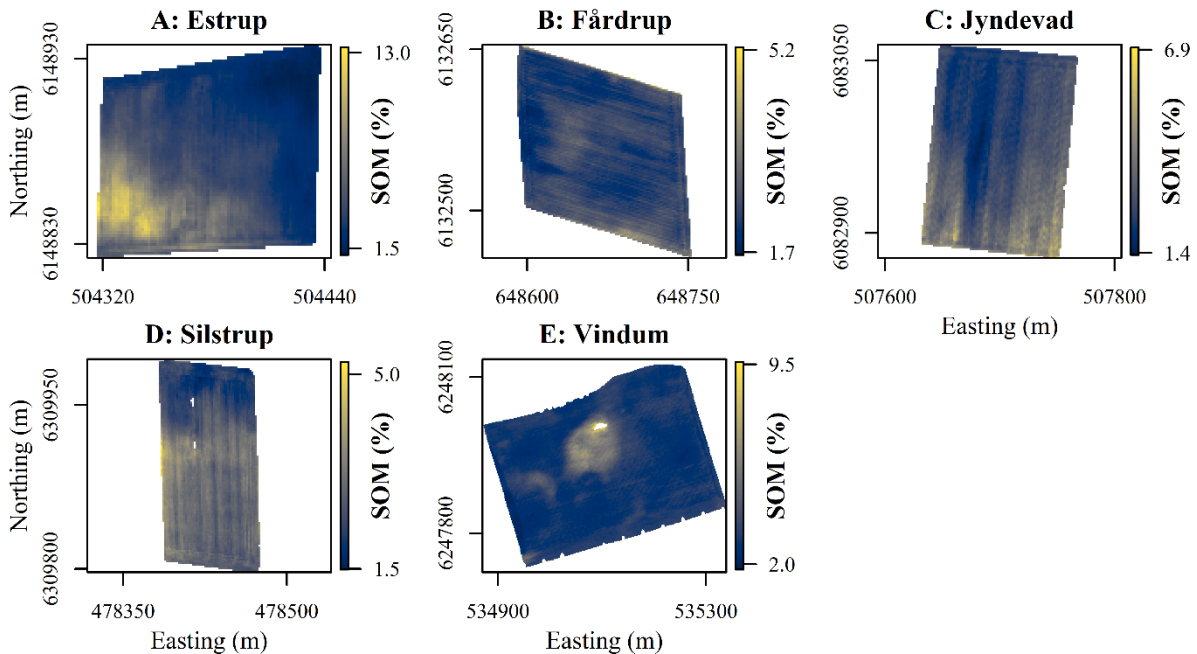 A: Estrup
Northing (m)
6148930
6148830
504320
504440
13.0
1.5
SOM (%)
B: Fårdrup
6132650
6132500
648600
648750
5.2
1.7
SOM (%)
C: Jyndevad
6083050
6082900
507600
507800
Easting (m)
6.9
1.4
SOM (%)
D: Silstrup
Northing (m)
6309950
6309800
478350
478500
Easting (m)
5.0
1.5
SOM (%)
E: Vindum
6248100
6247800
534900
535300
Easting (m)
9.5
2.0
SOM (%)